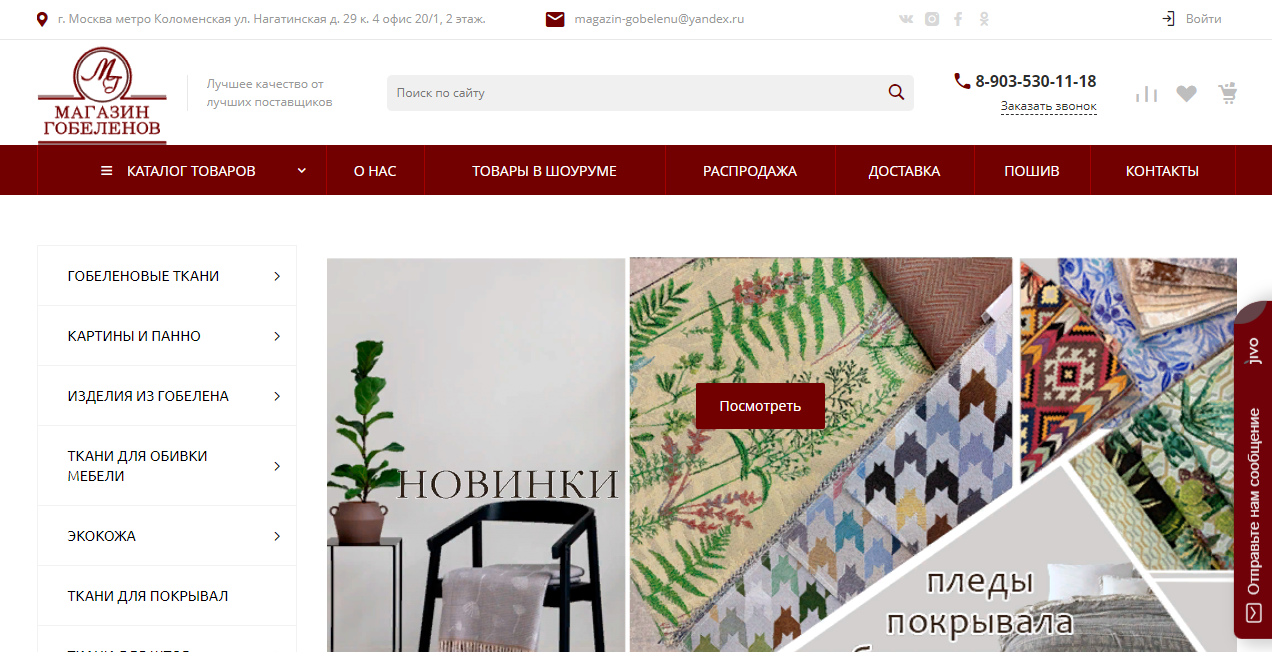 г. Москва метро Коломенская ул. Нагатинская д. 29 к. 4 офис 20/1, 2 этаж.
magazin-gobelenu@yandex.ru
Войти
МАГАЗИН
ГОБЕЛЕНОВ
Лучшее качество от
лучших поставщиков
Поиск по сайту
8-903-530-11-18
Заказать звонок
КАТАЛОГ ТОВАРОВ
О НАС
ТОВАРЫ В ШОУРУМЕ
РАСПРОДАЖА
ДОСТАВКА
ПОШИВ
КОНТАКТЫ
ГОБЕЛЕНОВЫЕ ТКАНИ
КАРТИНЫ И ПАННО
ИЗДЕЛИЯ ИЗ ГОБЕЛЕНА
ТКАНИ ДЛЯ ОБИВКИ
МЕБЕЛИ
ЭКОКОЖА
ТКАНИ ДЛЯ ПОКРЫВАЛ
НОВИНКИ
Посмотреть
пледы
покрывала
jivo
Отправьте нам сообщение